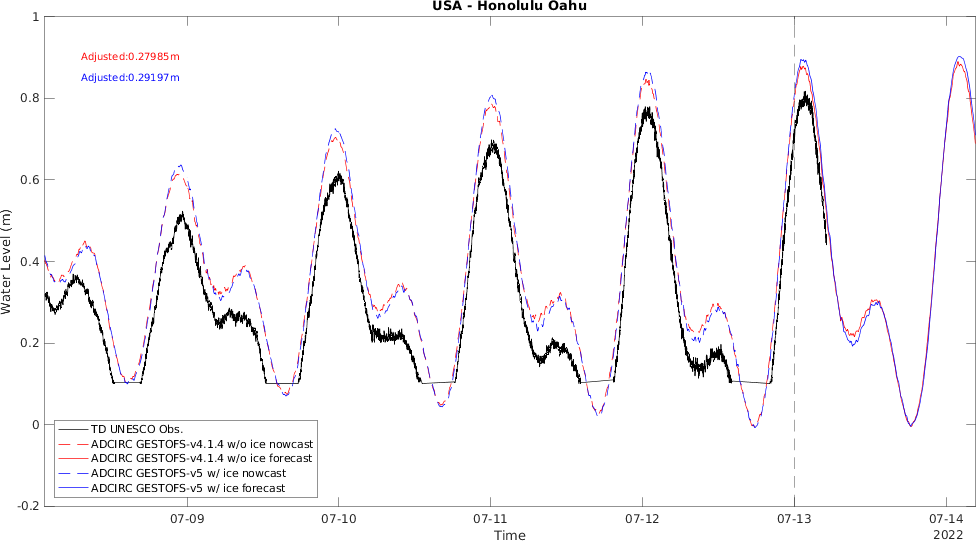 USA - Honolulu Oahu
1
Adjusted:0.27985m
Adjusted:0.29197m
0.8
0.6
0.4
0.2
0
-0.2
Water Level (m)
TD UNESCO Obs.
ADCIRC GESTOFS-v4.1.4 w/o ice nowcast
ADCIRC GESTOFS-v4.1.4 w/o ice forecast
ADCIRC GESTOFS-v5 w/ ice nowcast
ADCIRC GESTOFS-v5 w/ ice forecast
07-09 07-10 07-11 07-12 07-13 07-14
Time 2022